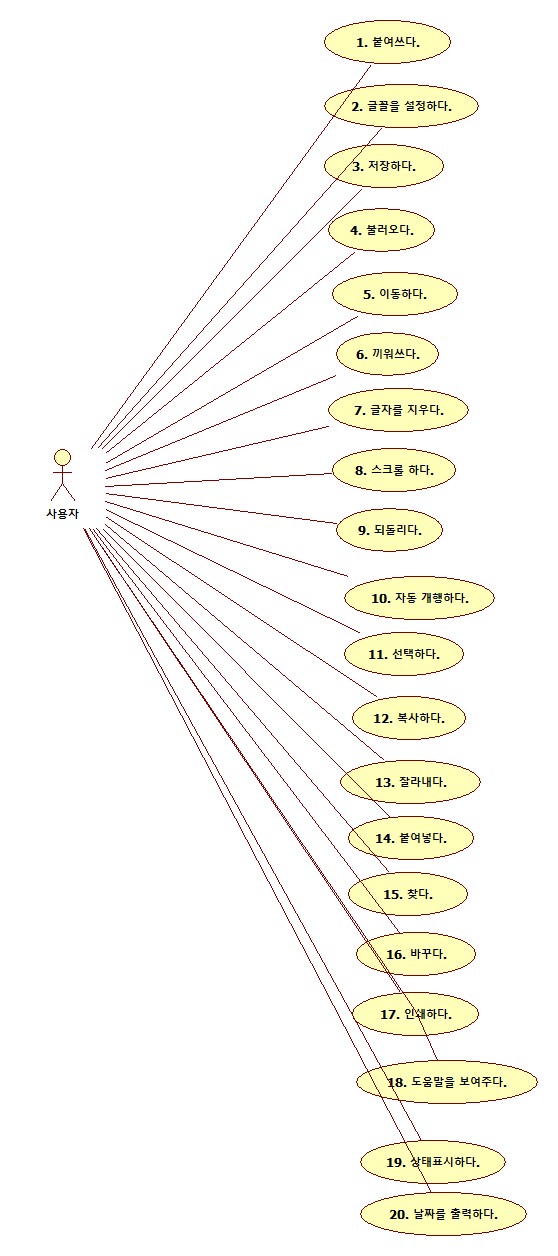 1. 붙여쓰다.
2. 글꼴을 설정하다.
3. 저장하다.
4. 불러오다.
5. 이동하다.
6. 끼워쓰다.
7. 글자를 지우다.
8. 스크롤 하다.
사용자
9. 되돌리다.
10. 자동 개행하다.
11. 선택하다.
12. 복사하다.
13. 잘라내다.
14. 붙여넣다.
15. 찾다.
16. 바꾸다.
17. 인쇄하다.
18. 도움말을 보여주다.
19. 상태표시하다.
20. 날짜를 출력하다.